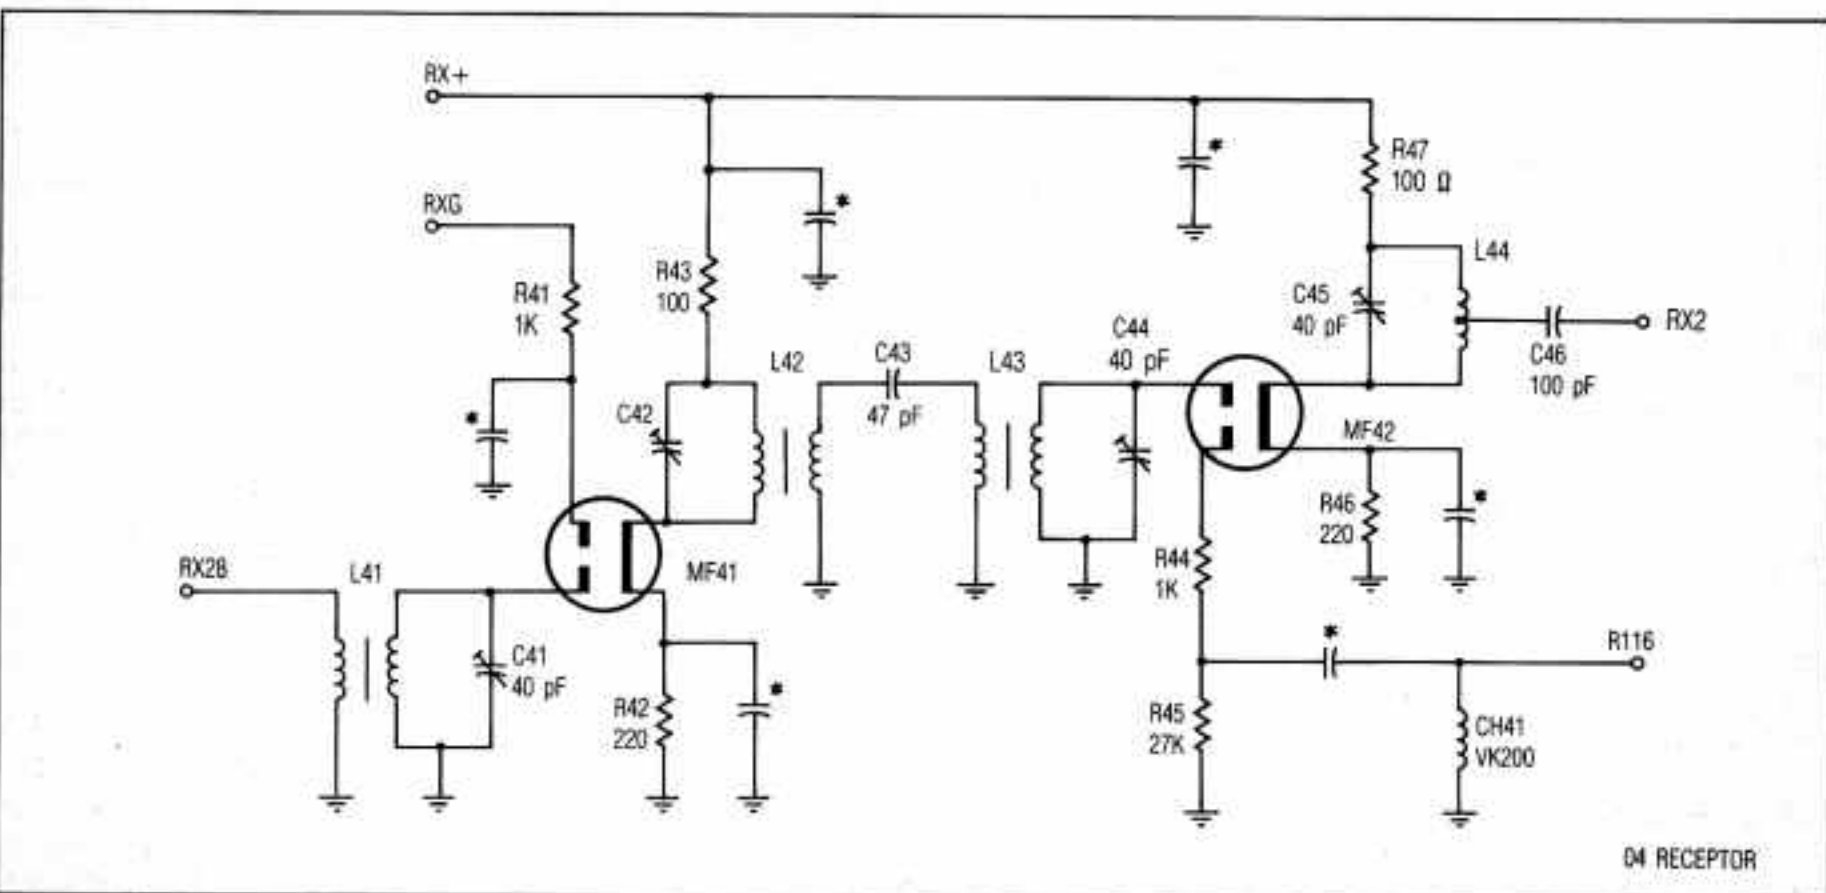 RX+
RXG
R41
1K
*
R43
100
*
*
R47
100 Ω
L44
C45
40 pF
C46
100 pF
RX2
C42
L42
C43
47 pF
L43
C44
40 pF
MF42
RX28
L41
C41
40 pF
MF41
R42
220
*
R44
1K
R46
220
*
R45
27K
*
R116
CH41
VK200
04 RECEPTOR